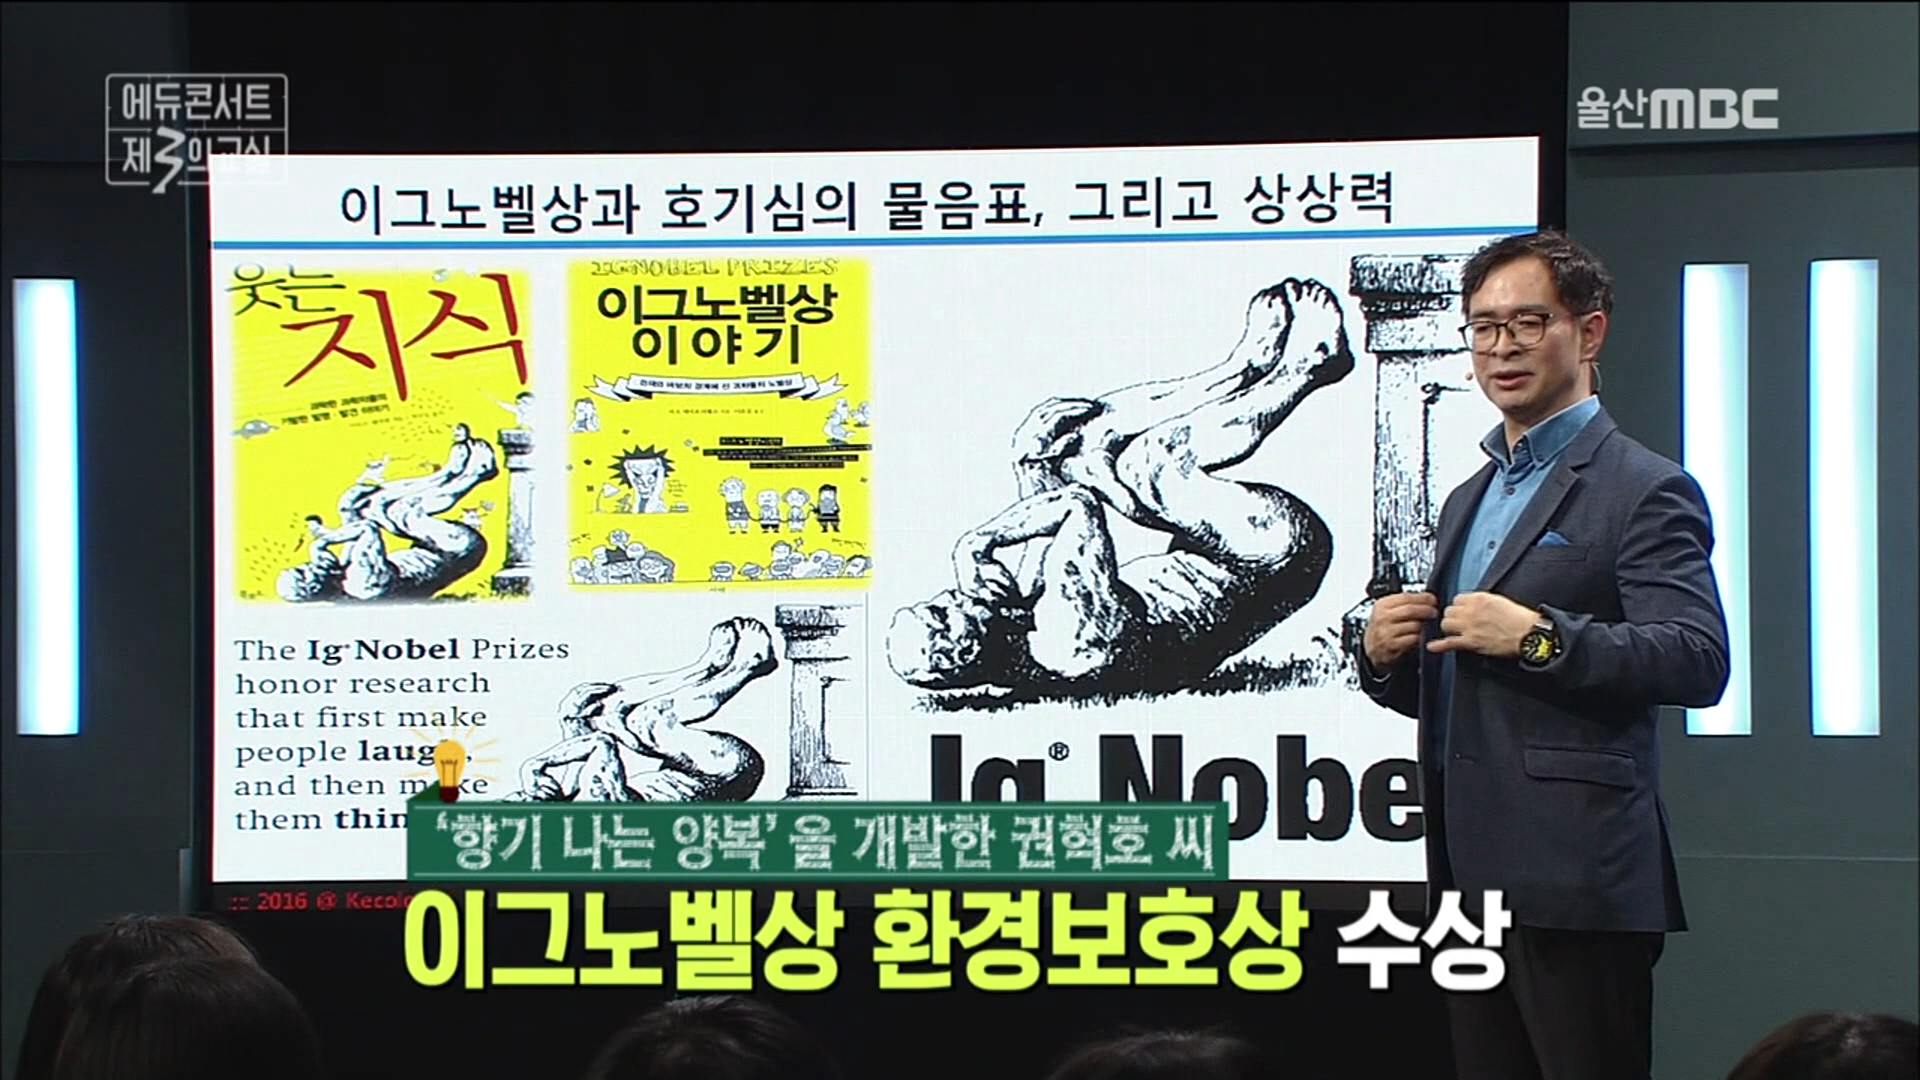 에듀콘서트
제3의교실
울산MBC
이그노벨상과 호기심의 물음표, 그리고 상상력
웃는
지식
IGNOBEL PRIZES
이그노벨상
이야기
The Ig Nobel Prizes
honor research
that first make
people laugh,
and then make
them thin
Ig® Nobe
‘향기 나는 양복’을 개발한 권혁호 씨
::: 2016 @ Kecolo
이그노벨상 환경보호상 수상